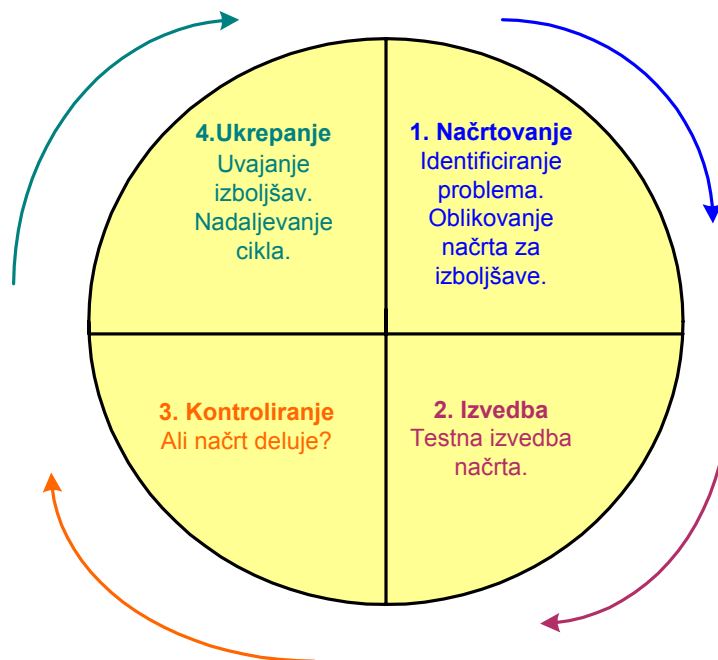 1. Načrtovanje
Identificiranje
problema.
Oblikovanje
načrta za
izboljšave.
2. Izvedba
Testna izvedba
načrta.
3. Kontroliranje
Ali načrt deluje?
4.Ukrepanje
Uvajanje
izboljšav.
Nadaljevanje
cikla.